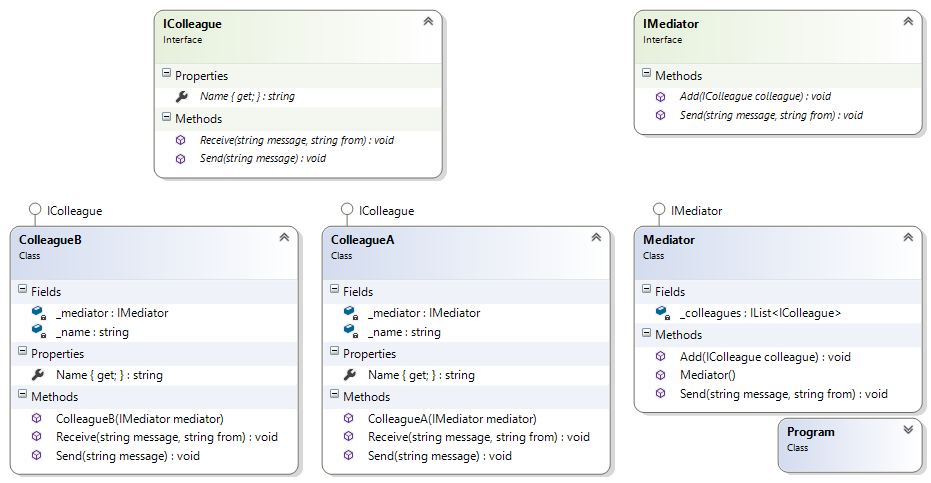 IColleague
Interface
Properties
Name { get; } : string
Methods
Receive(string message, string from) : void
Send(string message) : void
IMediator
Interface
Methods
Add(IColleague colleague) : void
Send(string message, string from) : void
IColleague
ColleagueB
Class
Fields
_mediator : IMediator
_name : string
Properties
Name { get; } : string
Methods
ColleagueB(IMediator mediator)
Receive(string message, string from) : void
Send(string message) : void
IColleague
ColleagueA
Class
Fields
_mediator : IMediator
_name : string
Properties
Name { get; } : string
Methods
ColleagueA(IMediator mediator)
Receive(string message, string from) : void
Send(string message) : void
IMediator
Mediator
Class
Fields
_colleagues : IList<IColleague>
Methods
Add(IColleague colleague) : void
Mediator()
Send(string message, string from) : void
Program
Class